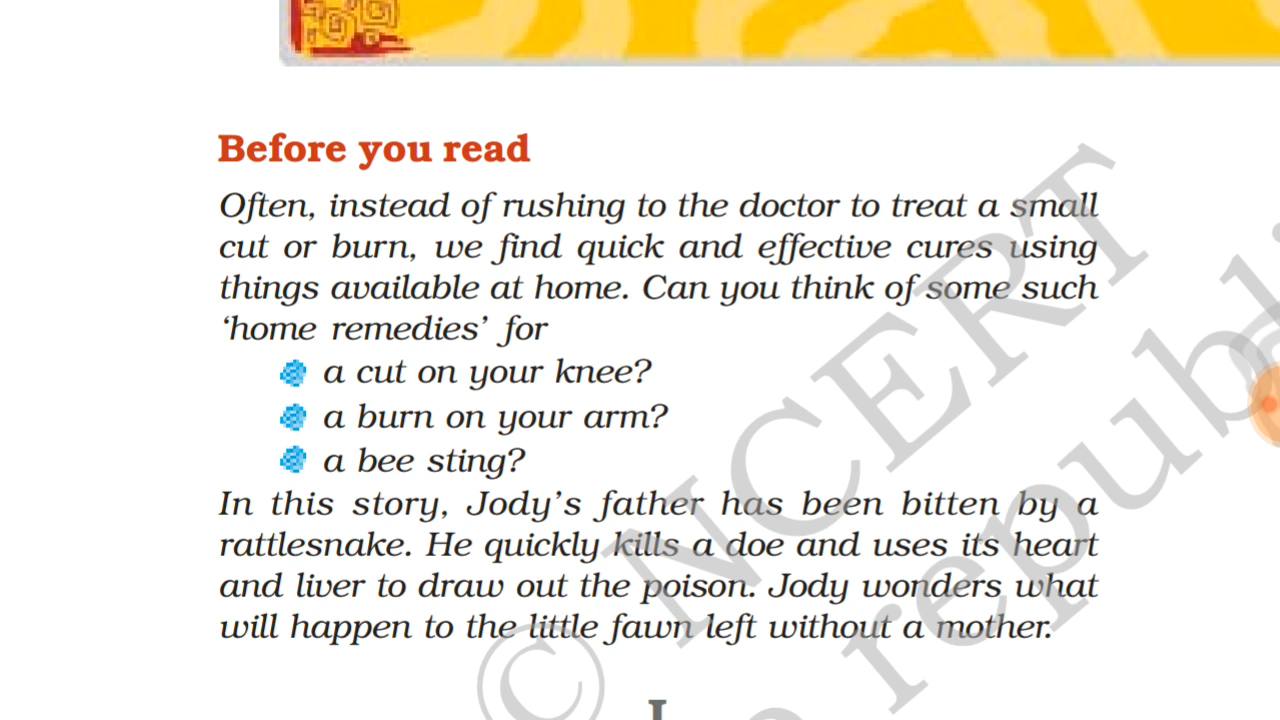 Before you read
Often, instead of rushing to the doctor to treat a small
cut or burn, we find quick and effective cures using
things available at home. Can you think of some such
‘home remedies’ for
a cut on your knee?
a burn on your arm?
a bee sting?
In this story, Jody’s father has been bitten by a
rattlesnake. He quickly kills a doe and uses its heart
and liver to draw out the poison. Jody wonders what
will happen to the little fawn left without a mother.
I
© NCERT
republi